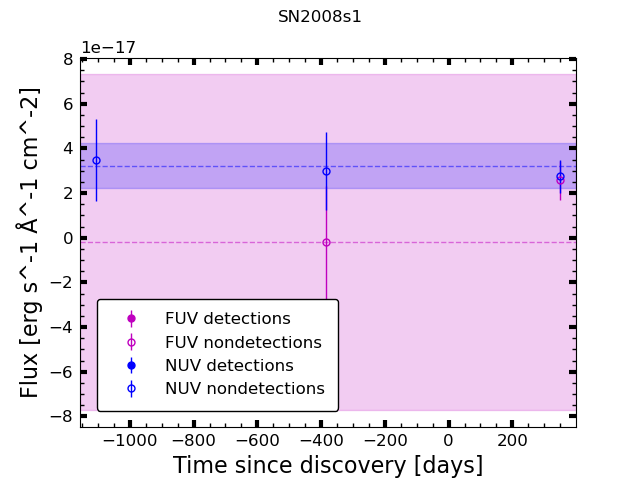 SN2008s1
1e−17
8
6
4
2
0
−2
−4
−6
−8
Flux [erg s^-1 Å^-1 cm^-2]
FUV detections
FUV nondetections
NUV detections
NUV nondetections
−1000 −800 −600 −400 −200 0 200
Time since discovery [days]